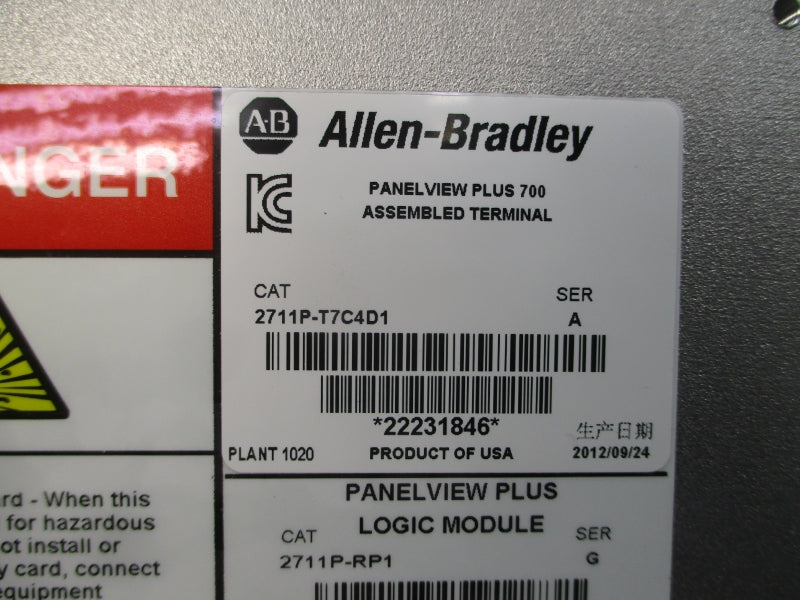 NGER
A-B Allen-Bradley
PANELVIEW PLUS 700
ASSEMBLED TERMINAL
CAT SER
2711P-T7C4D1 A
*22231846*
生产日期
PLANT 1020 PRODUCT OF USA 2012/09/24
PANELVIEW PLUS
LOGIC MODULE
CAT SER
2711P-RP1 G
rd - When this
for hazardous
ot install or
y card, connect
equipment